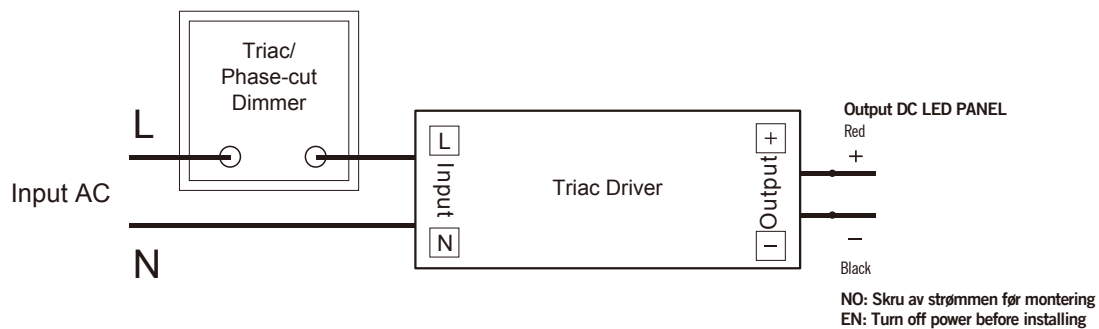 Triac/
Phase-cut
Dimmer
L
Input AC
N
L
Input
N
Triac Driver
+
Output
−
Output DC LED PANEL
Red
+
−
Black
NO: Skru av strømmen før montering
EN: Turn off power before installing